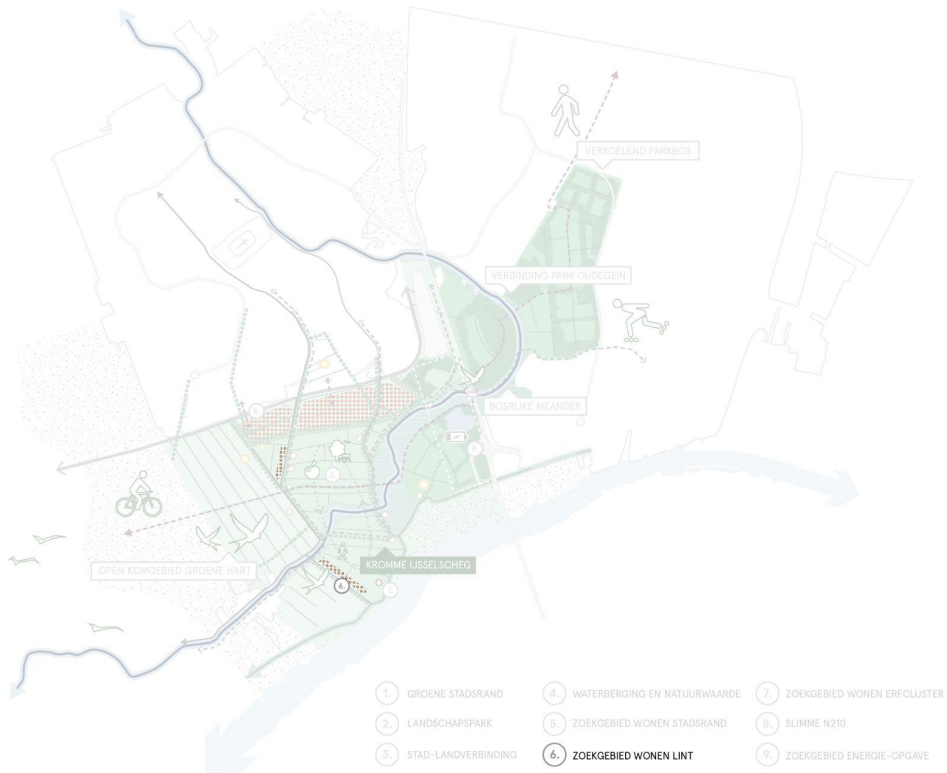 VERKOELEND PARKBOS
VERBINDING PARK OUDEGEIN
BOSRIJKE MEANDER
OPEN KOMGEBIED GROENE HART
KROMME IJSSELSCHEG
6.
1. GROENE STADSRAND
2. LANDSCHAPSPARK
3. STAD-LANDVERBINDING
4. WATERBERGING EN NATUURWAARDE
5. ZOEKGEBIED WONEN STADSRAND
6. ZOEKGEBIED WONEN LINT
7. ZOEKGEBIED WONEN ERFCLUSTER
8. SLIMME N210
9. ZOEKGEBIED ENERGIE-OPGAVE